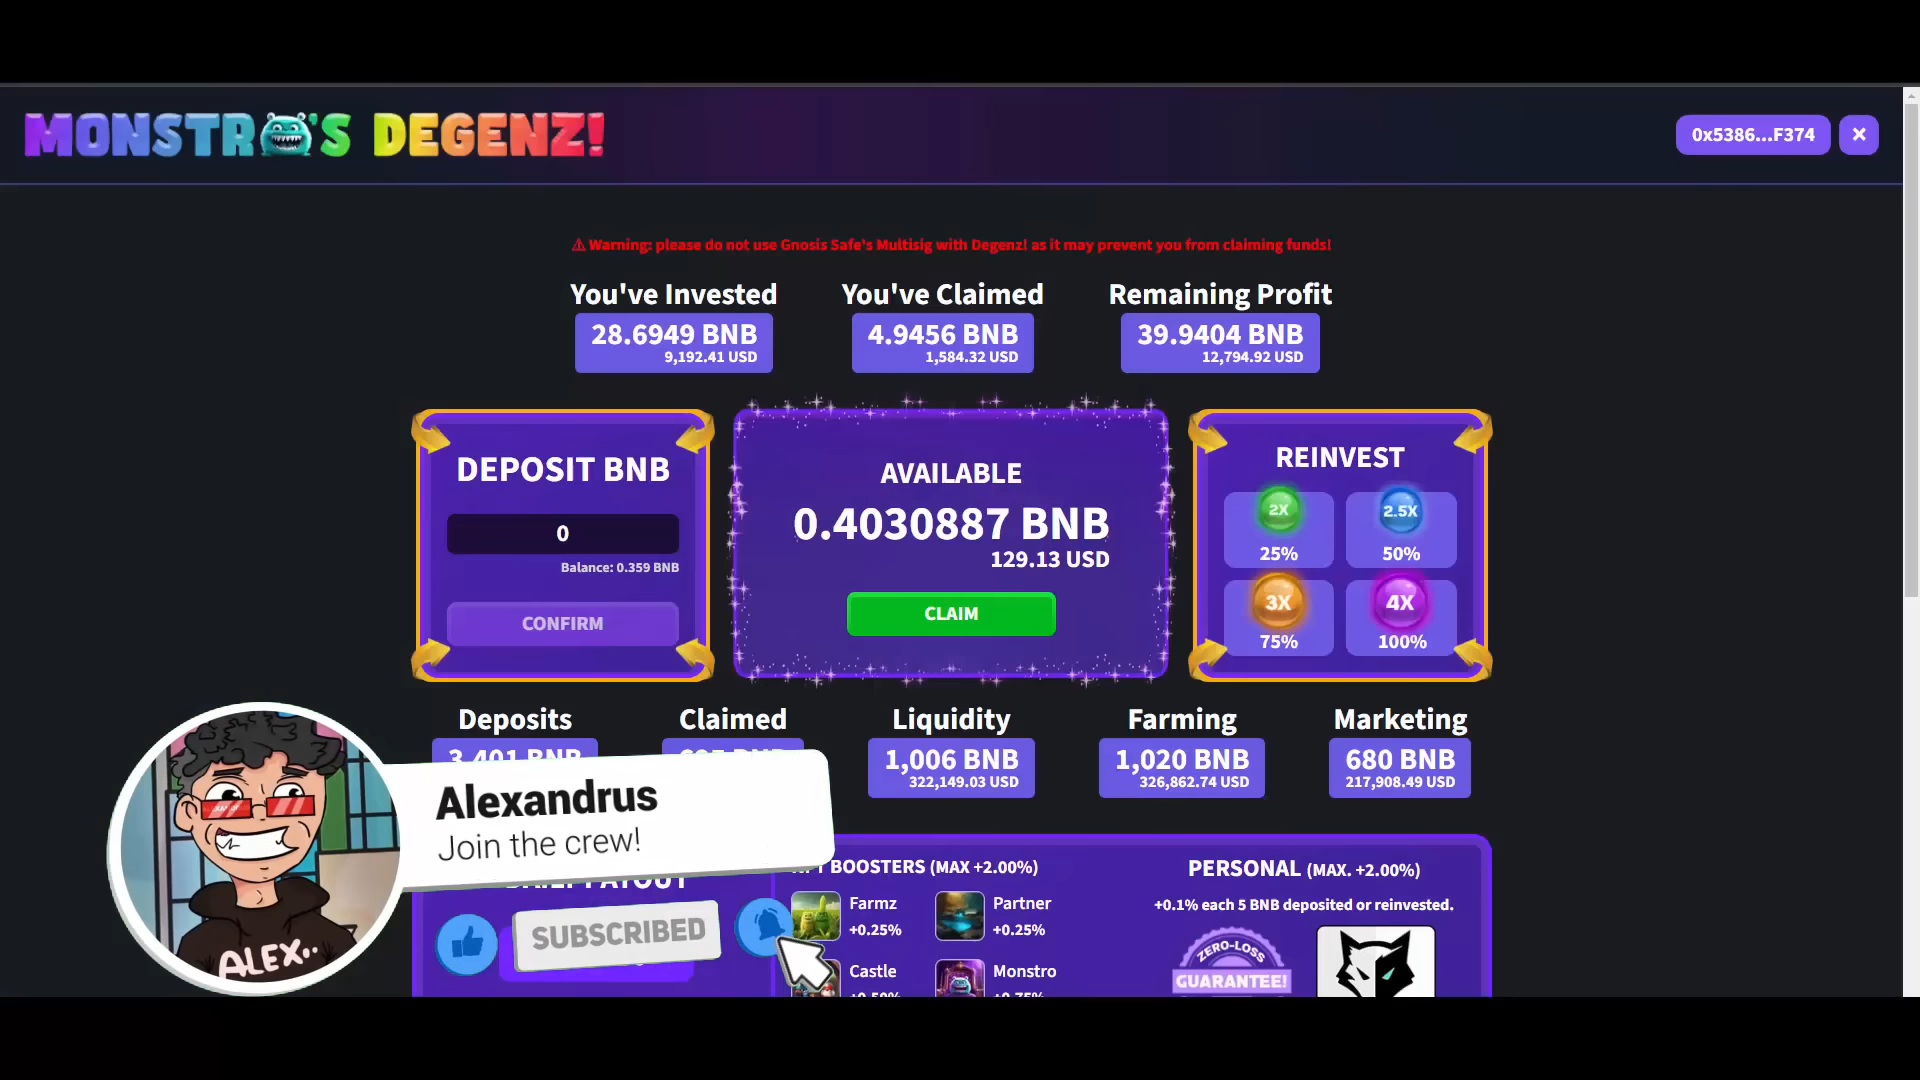 MONSTRO'S DEGENZ!
0x5386...F374
⚠ Warning: please do not use Gnosis Safe's Multisig with Degenz! as it may prevent you from claiming funds!
You've Invested
28.6949 BNB
9,192.41 USD
You've Claimed
4.9456 BNB
1,584.32 USD
Remaining Profit
39.9404 BNB
12,794.92 USD
DEPOSIT BNB
0
Balance: 0.359 BNB
CONFIRM
AVAILABLE
0.4030887 BNB
129.13 USD
CLAIM
REINVEST
2X
25%
2.5X
50%
3X
75%
4X
100%
Deposits
3,401 BNB
Claimed
Liquidity
1,006 BNB
322,149.03 USD
Farming
1,020 BNB
326,862.74 USD
Marketing
680 BNB
217,908.49 USD
Alexandrus
Join the crew!
SUBSCRIBED
ALEX..
BOOSTERS (MAX +2.00%)
Farmz
+0.25%
Partner
+0.25%
Castle
Monstro
PERSONAL (MAX. +2.00%)
+0.1% each 5 BNB deposited or reinvested.
ZERO-LOSS
GUARANTEE!